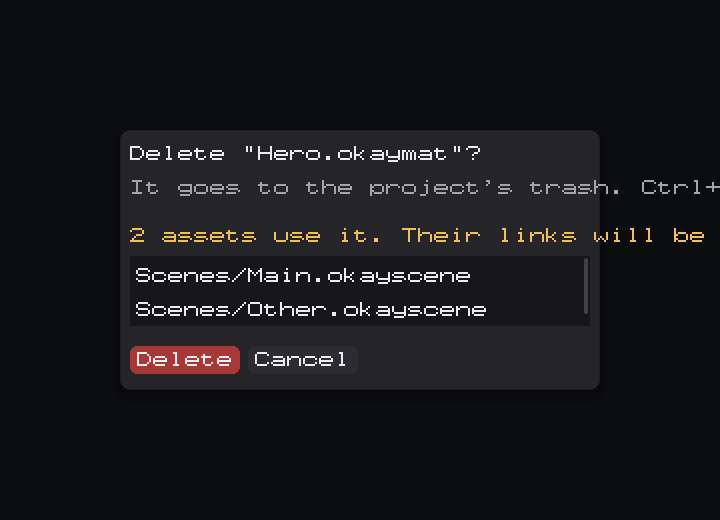 Delete "Hero.okaymat"?
It goes to the project's trash. Ctrl+
2 assets use it. Their links will be
Scenes/Main.okayscene
Scenes/Other.okayscene
Delete Cancel